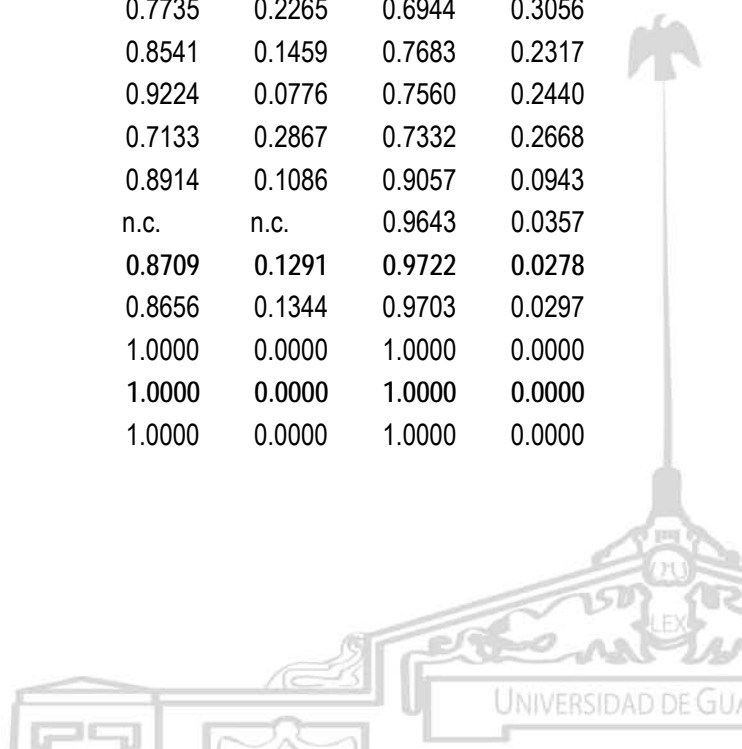 0.7735 0.2265 0.6944 0.3056
0.8541 0.1459 0.7683 0.2317
0.9224 0.0776 0.7560 0.2440
0.7133 0.2867 0.7332 0.2668
0.8914 0.1086 0.9057 0.0943
n.c. n.c. 0.9643 0.0357
0.8709 0.1291 0.9722 0.0278
0.8656 0.1344 0.9703 0.0297
1.0000 0.0000 1.0000 0.0000
1.0000 0.0000 1.0000 0.0000
1.0000 0.0000 1.0000 0.0000
LEX
UNIVERSIDAD DE GUA